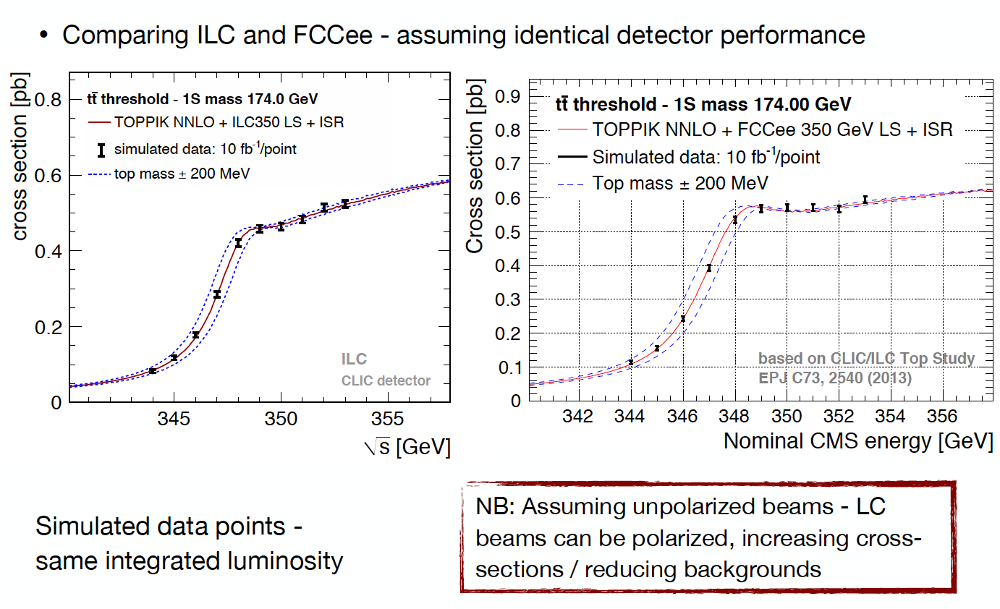 • Comparing ILC and FCCee - assuming identical detector performance
cross section [pb]
0.8
0.6
0.4
0.2
0
tt̄ threshold - 1S mass 174.0 GeV
TOPPIK NNLO + ILC350 LS + ISR
simulated data: 10 fb⁻¹/point
top mass ± 200 MeV
ILC
CLIC detector
345 350 355
√s [GeV]
Cross section [pb]
0.9
0.8
0.7
0.6
0.5
0.4
0.3
0.2
0.1
0
tt̄ threshold - 1S mass 174.00 GeV
TOPPIK NNLO + FCCee 350 GeV LS + ISR
Simulated data: 10 fb⁻¹/point
Top mass ± 200 MeV
based on CLIC/ILC Top Study
EPJ C73, 2540 (2013)
342 344 346 348 350 352 354 356
Nominal CMS energy [GeV]
Simulated data points -
same integrated luminosity
NB: Assuming unpolarized beams - LC
beams can be polarized, increasing cross-
sections / reducing backgrounds